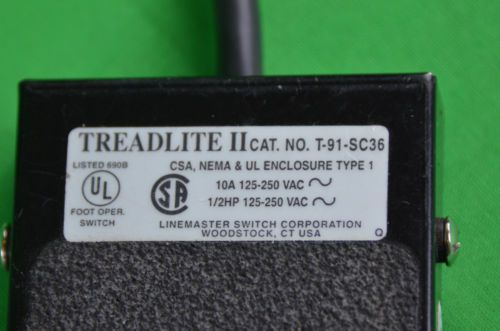 TREADLITE II CAT. NO. T-91-SC36
LISTED 690B
UL
FOOT OPER.
SWITCH
CSA, NEMA & UL ENCLOSURE TYPE 1
SA
10A 125-250 VAC ~
1/2HP 125-250 VAC ~
LINEMASTER SWITCH CORPORATION
WOODSTOCK, CT USA
Q